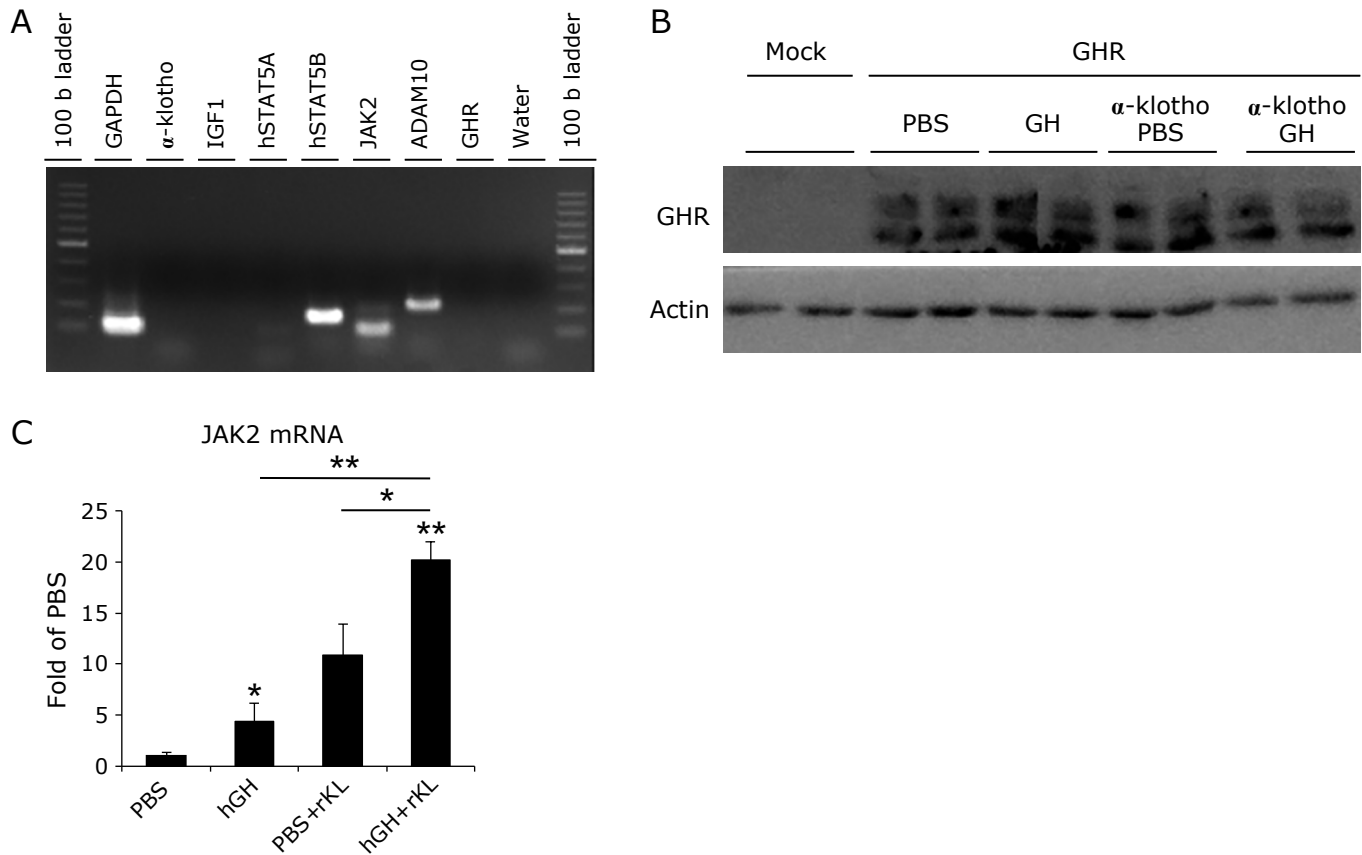 A
100 b ladder
GAPDH
α-klotho
IGF1
hSTAT5A
hSTAT5B
JAK2
ADAM10
GHR
Water
100 b ladder
B
Mock
GHR
PBS
GH
α-klotho
PBS
α-klotho
GH
GHR
Actin
C
JAK2 mRNA
**
*
**
*
Fold of PBS
25
20
15
10
5
0
PBS
hGH
PBS+rKL
hGH+rKL